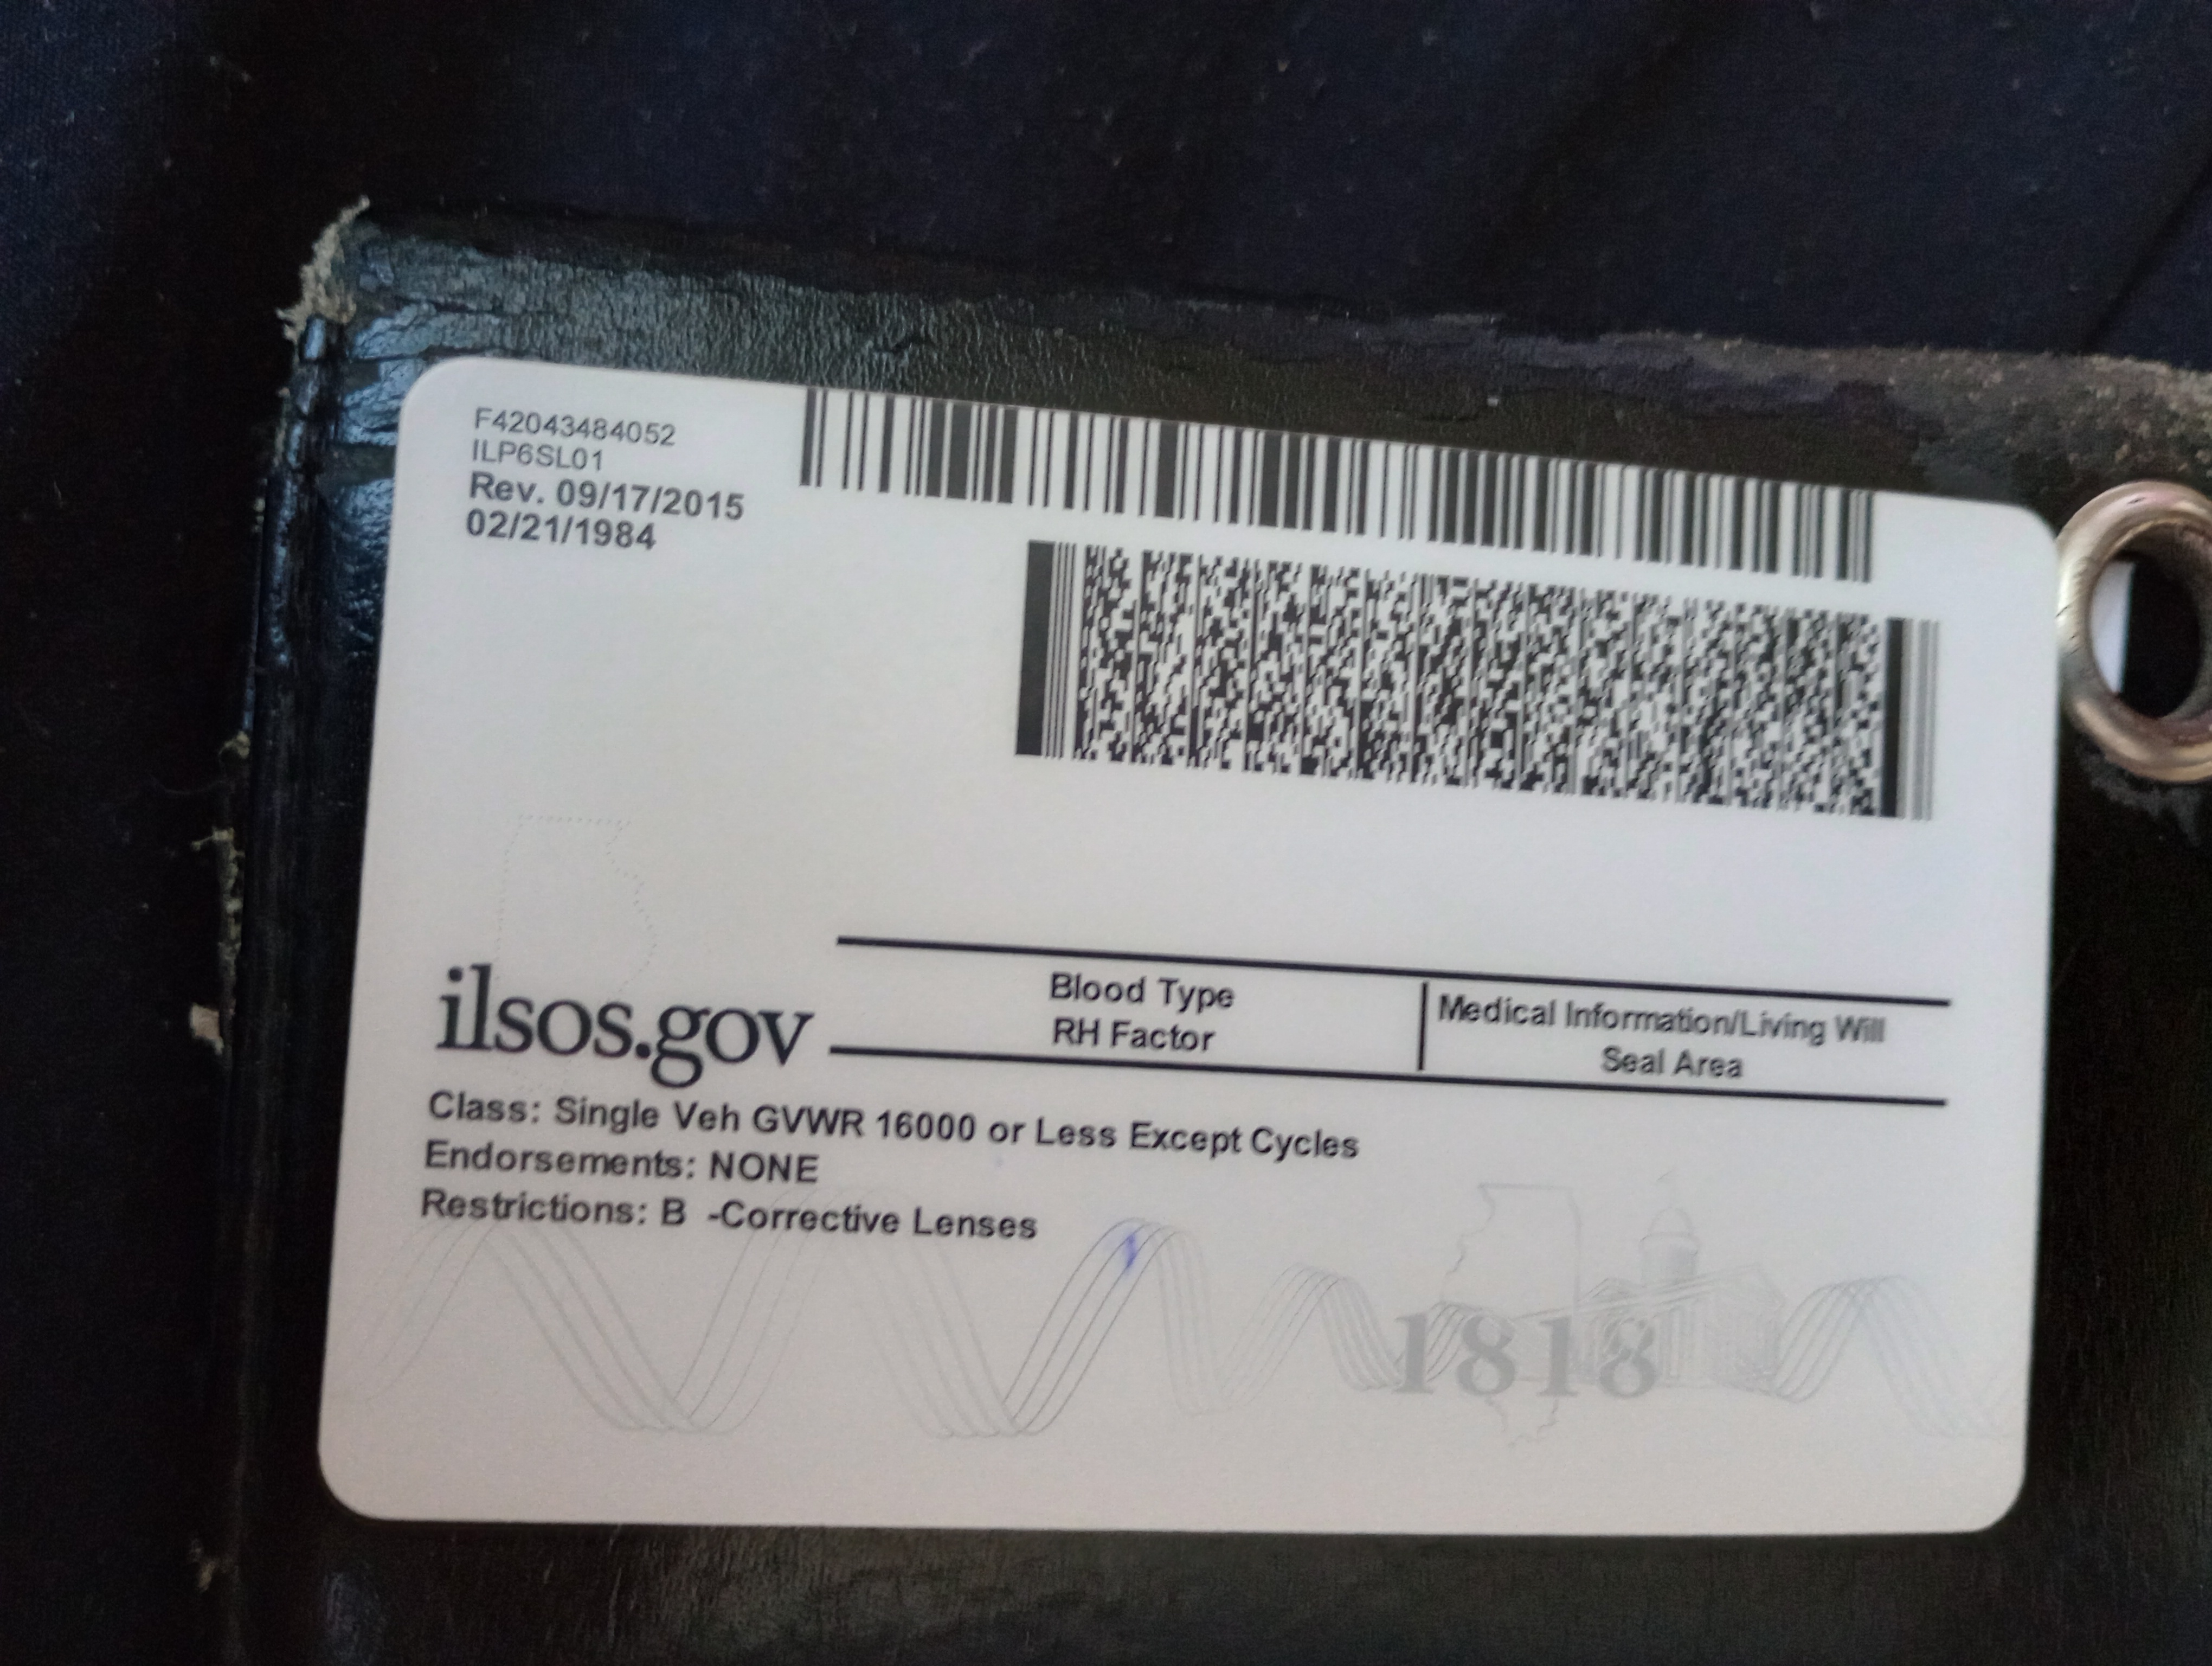 F42043484052
ILP6SL01
Rev. 09/17/2015
02/21/1984
ilsos.gov
Blood Type
RH Factor
Medical Information/Living Will
Seal Area
Class: Single Veh GVWR 16000 or Less Except Cycles
Endorsements: NONE
Restrictions: B -Corrective Lenses
1818